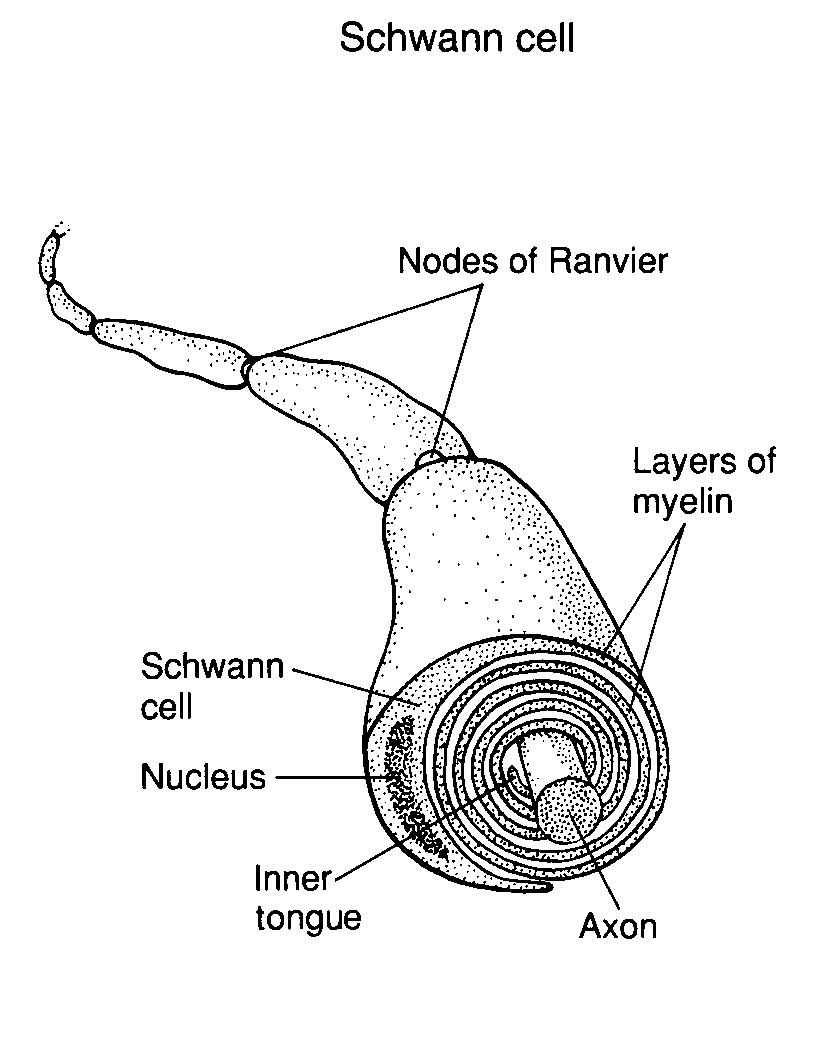 Schwann cell
Nodes of Ranvier
Layers of
myelin
Schwann
cell
Nucleus
Inner
tongue
Axon